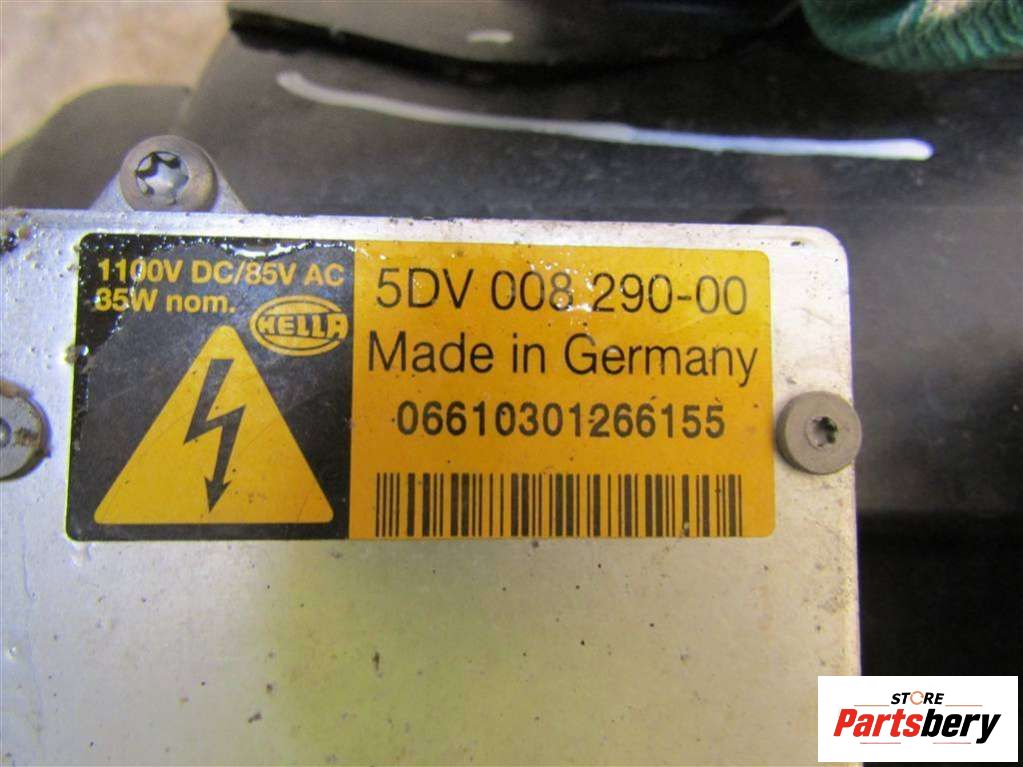 1100V DC/85V AC
35W nom.
HELLA
5DV 008 290-00
Made in Germany
06610301266155
STORE
Partsbery